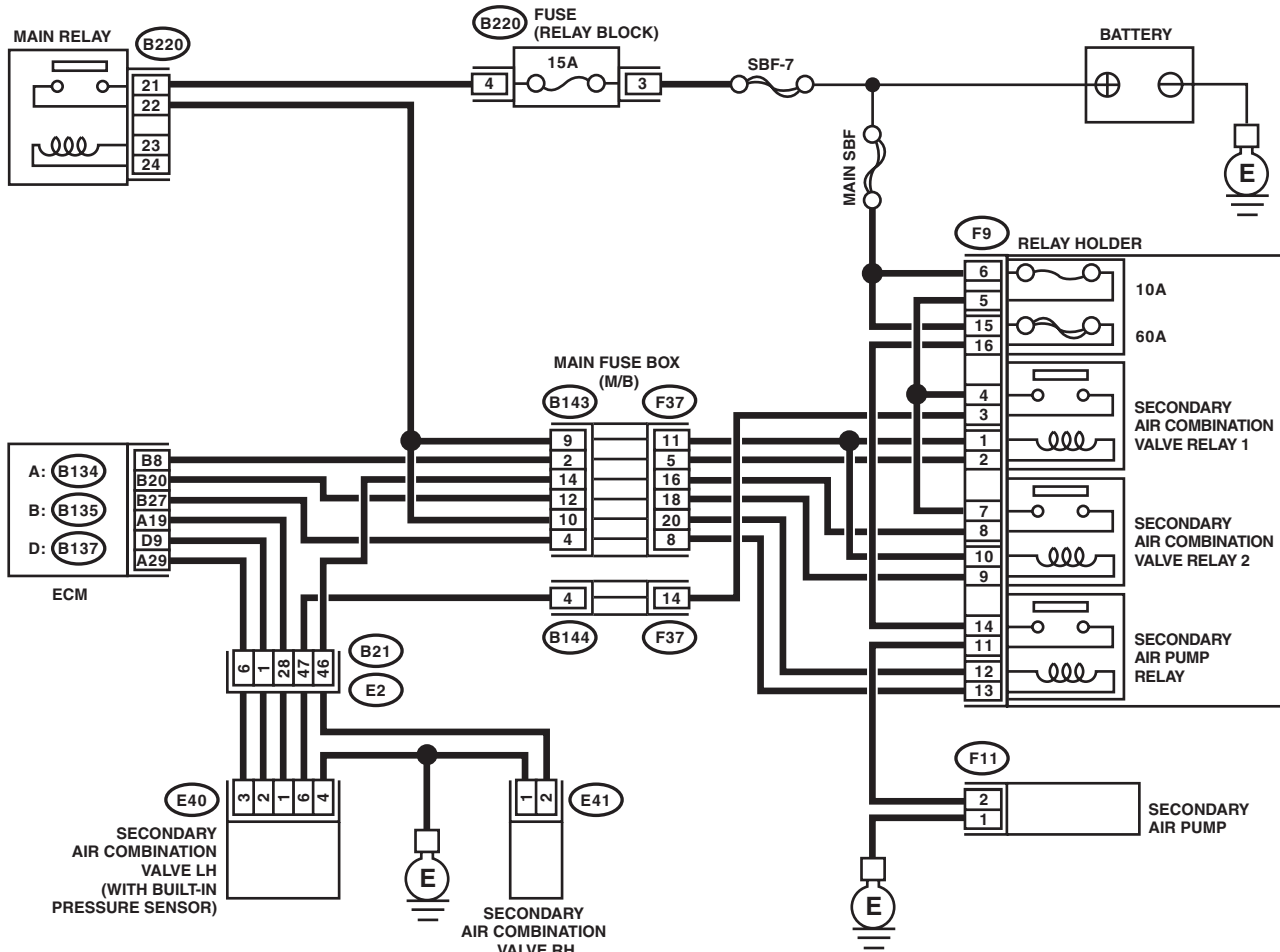 MAIN RELAY
B220
21
22
23
24
B220
FUSE
(RELAY BLOCK)
15A
4
3
SBF-7
BATTERY
E
MAIN SBF
F9
RELAY HOLDER
6
5
15
16
4
3
1
2
7
8
10
9
14
11
12
13
10A
60A
SECONDARY
AIR COMBINATION
VALVE RELAY 1
SECONDARY
AIR COMBINATION
VALVE RELAY 2
SECONDARY
AIR PUMP
RELAY
MAIN FUSE BOX
(M/B)
B143
F37
9
11
2
5
14
16
12
18
10
20
4
8
4
14
B144
F37
A: B134
B: B135
D: B137
ECM
B8
B20
B27
A19
D9
A29
6
1
28
47
46
B21
E2
E40
3
2
1
6
4
SECONDARY
AIR COMBINATION
VALVE LH
(WITH BUILT-IN
PRESSURE SENSOR)
E
1
2
E41
SECONDARY
AIR COMBINATION
VALVE RH
F11
2
1
SECONDARY
AIR PUMP
E